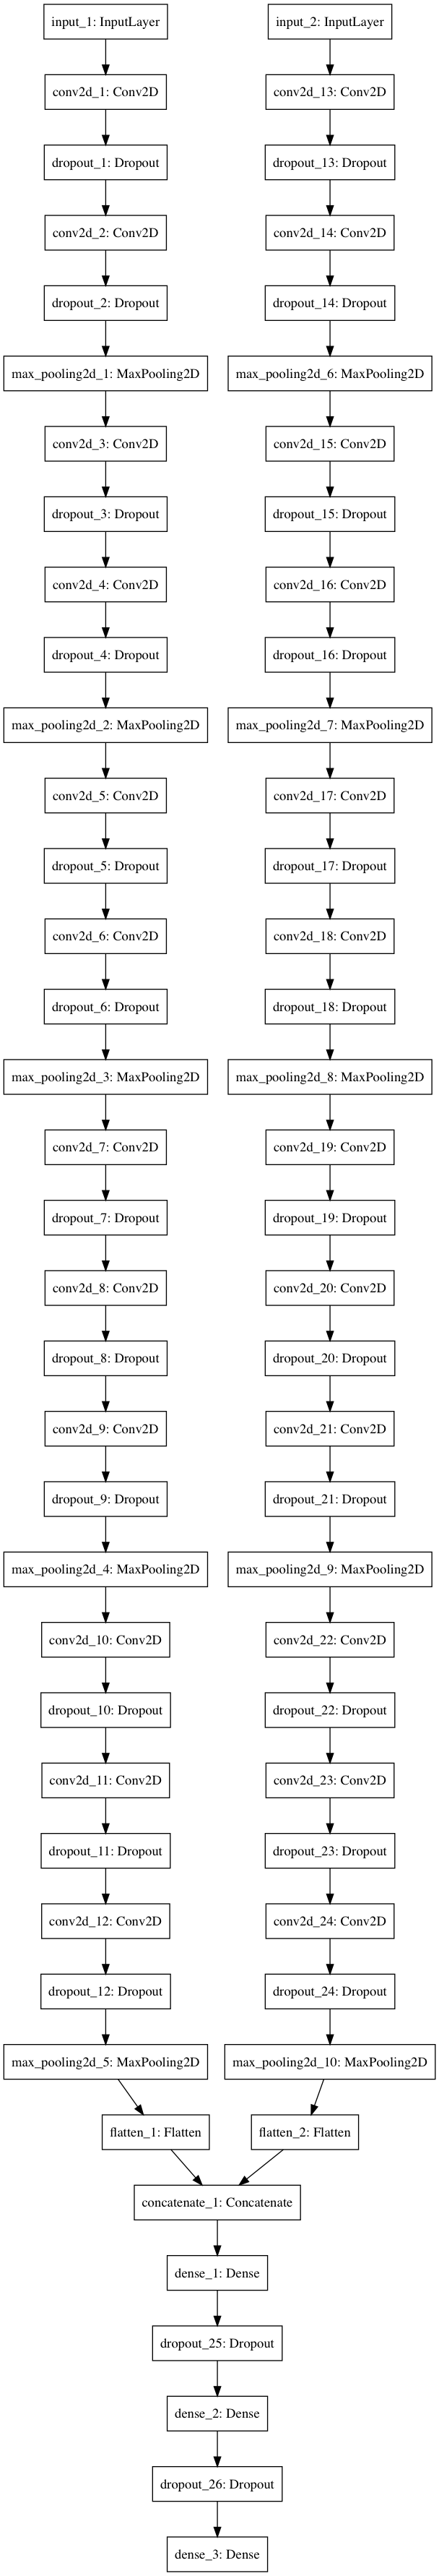 input_1: InputLayer
input_2: InputLayer
conv2d_1: Conv2D
conv2d_13: Conv2D
dropout_1: Dropout
dropout_13: Dropout
conv2d_2: Conv2D
conv2d_14: Conv2D
dropout_2: Dropout
dropout_14: Dropout
max_pooling2d_1: MaxPooling2D
max_pooling2d_6: MaxPooling2D
conv2d_3: Conv2D
conv2d_15: Conv2D
dropout_3: Dropout
dropout_15: Dropout
conv2d_4: Conv2D
conv2d_16: Conv2D
dropout_4: Dropout
dropout_16: Dropout
max_pooling2d_2: MaxPooling2D
max_pooling2d_7: MaxPooling2D
conv2d_5: Conv2D
conv2d_17: Conv2D
dropout_5: Dropout
dropout_17: Dropout
conv2d_6: Conv2D
conv2d_18: Conv2D
dropout_6: Dropout
dropout_18: Dropout
max_pooling2d_3: MaxPooling2D
max_pooling2d_8: MaxPooling2D
conv2d_7: Conv2D
conv2d_19: Conv2D
dropout_7: Dropout
dropout_19: Dropout
conv2d_8: Conv2D
conv2d_20: Conv2D
dropout_8: Dropout
dropout_20: Dropout
conv2d_9: Conv2D
conv2d_21: Conv2D
dropout_9: Dropout
dropout_21: Dropout
max_pooling2d_4: MaxPooling2D
max_pooling2d_9: MaxPooling2D
conv2d_10: Conv2D
conv2d_22: Conv2D
dropout_10: Dropout
dropout_22: Dropout
conv2d_11: Conv2D
conv2d_23: Conv2D
dropout_11: Dropout
dropout_23: Dropout
conv2d_12: Conv2D
conv2d_24: Conv2D
dropout_12: Dropout
dropout_24: Dropout
max_pooling2d_5: MaxPooling2D
max_pooling2d_10: MaxPooling2D
flatten_1: Flatten
flatten_2: Flatten
concatenate_1: Concatenate
dense_1: Dense
dropout_25: Dropout
dense_2: Dense
dropout_26: Dropout
dense_3: Dense